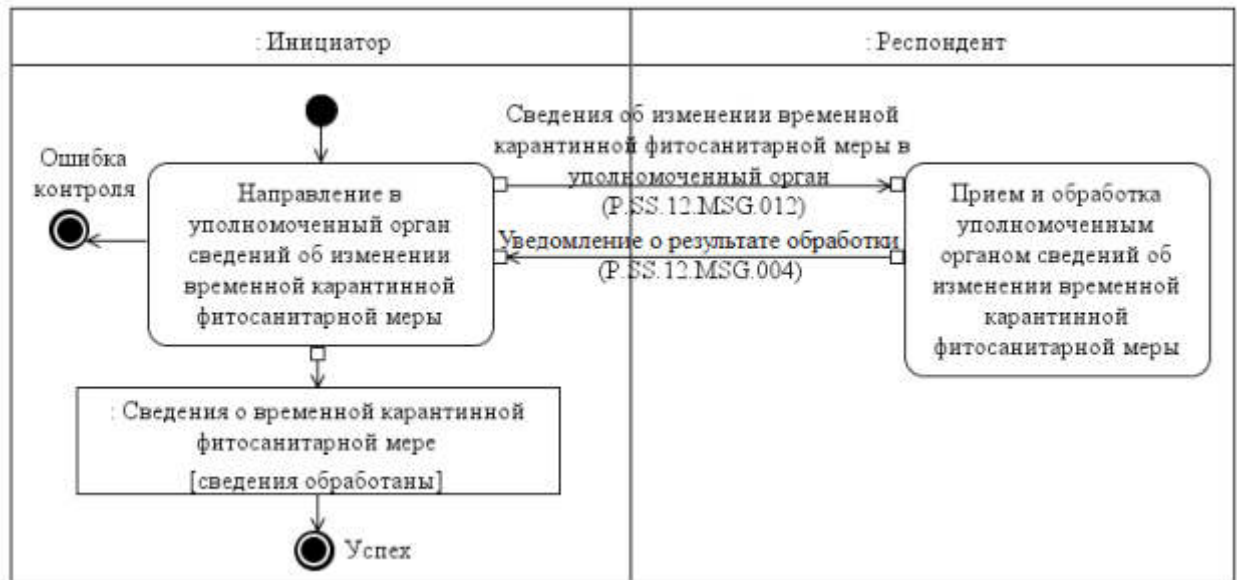 : Инициатор
: Респондент
Ошибка
контроля
Направление в
уполномоченный орган
сведений об изменении
временной карантинной
фитосанитарной меры
Сведения об изменении временной
карантинной фитосанитарной меры в
уполномоченный орган
(P.SS.12.MSG.012)
Уведомление о результате обработки
(P.SS.12.MSG.004)
Прием и обработка
уполномоченным
органом сведений об
изменении временной
карантинной
фитосанитарной меры
: Сведения о временной карантинной
фитосанитарной мере
[сведения обработаны]
Успех